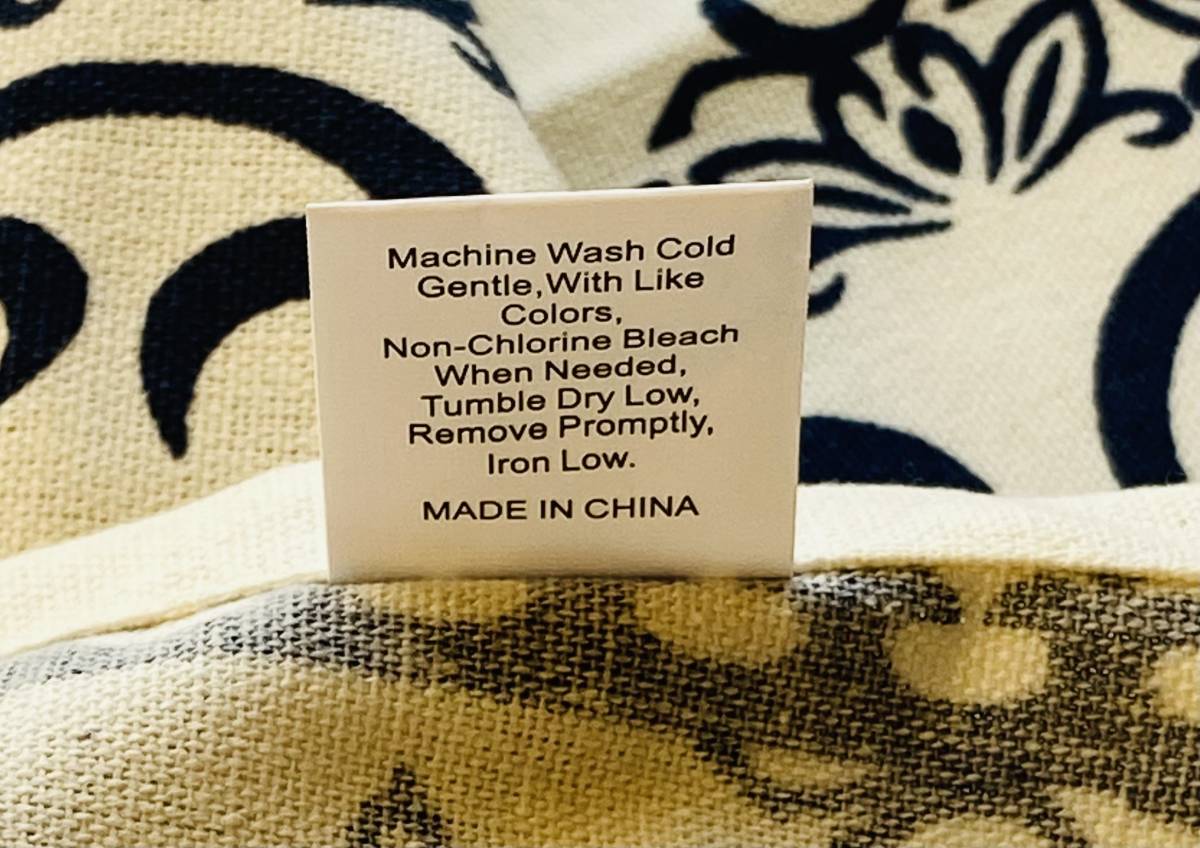 Machine Wash Cold
Gentle,With Like
Colors,
Non-Chlorine Bleach
When Needed,
Tumble Dry Low,
Remove Promptly,
Iron Low.
MADE IN CHINA